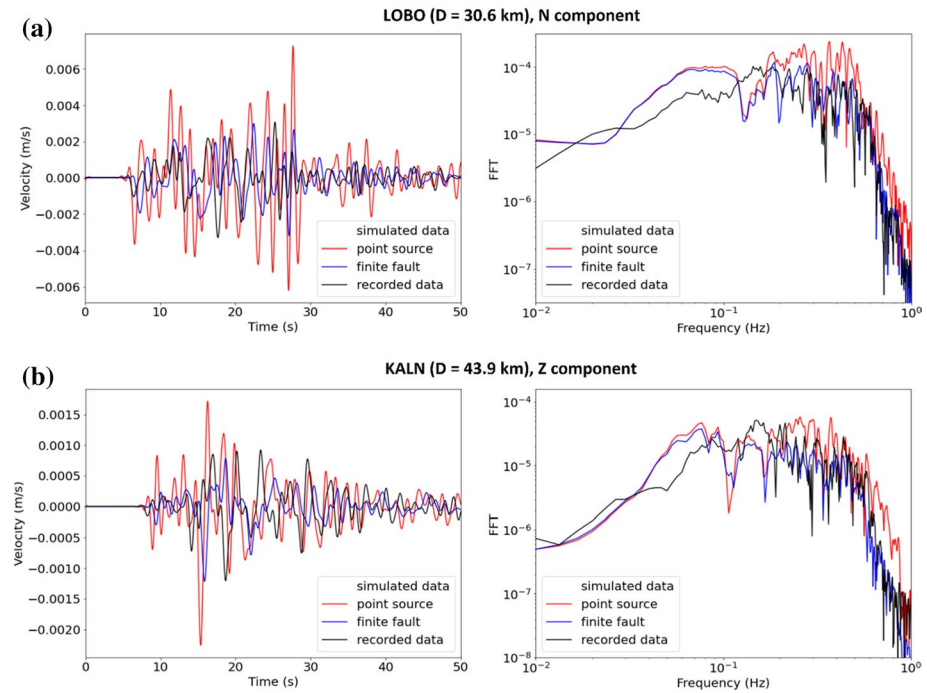 LOBO (D = 30.6 km), N component
(a)
0.006
0.004
0.002
0.000
−0.002
−0.004
−0.006
Velocity (m/s)
simulated data
point source
finite fault
recorded data
0 10 20 30 40 50
Time (s)
10⁻⁴
10⁻⁵
10⁻⁶
10⁻⁷
FFT
simulated data
point source
finite fault
recorded data
10⁻² 10⁻¹ 10⁰
Frequency (Hz)
KALN (D = 43.9 km), Z component
(b)
0.0015
0.0010
0.0005
0.0000
−0.0005
−0.0010
−0.0015
−0.0020
Velocity (m/s)
simulated data
point source
finite fault
recorded data
0 10 20 30 40 50
Time (s)
10⁻⁴
10⁻⁵
10⁻⁶
10⁻⁷
10⁻⁸
FFT
simulated data
point source
finite fault
recorded data
10⁻² 10⁻¹ 10⁰
Frequency (Hz)